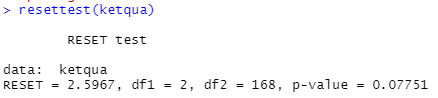 > resettest(ketqua)
RESET test
data:  ketqua
RESET = 2.5967, df1 = 2, df2 = 168, p-value = 0.07751